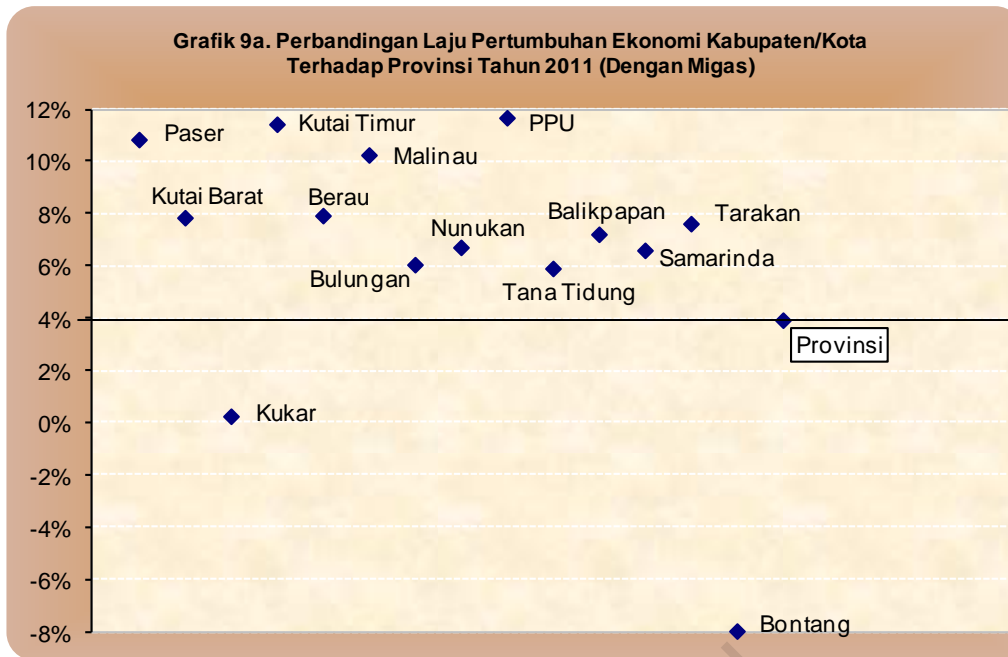 Grafik 9a. Perbandingan Laju Pertumbuhan Ekonomi Kabupaten/Kota
Terhadap Provinsi Tahun 2011 (Dengan Migas)
12%
10%
8%
6%
4%
2%
0%
-2%
-4%
-6%
-8%
Paser
Kutai Timur
PPU
Malinau
Kutai Barat
Berau
Balikpapan
Tarakan
Nunukan
Samarinda
Bulungan
Tana Tidung
Provinsi
Kukar
Bontang